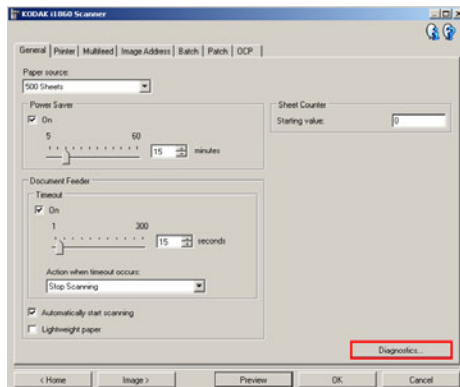 KODAK i1860 Scanner
General | Printer | Multifeed | Image Address | Batch | Patch | OCP |
Paper source:
500 Sheets
Power Saver
On
5 60
15 minutes
Sheet Counter
Starting value: 0
Document Feeder
Timeout
On
1 300
15 seconds
Action when timeout occurs:
Stop Scanning
Automatically start scanning
Lightweight paper
Diagnostics...
< Home Image > Preview OK Cancel